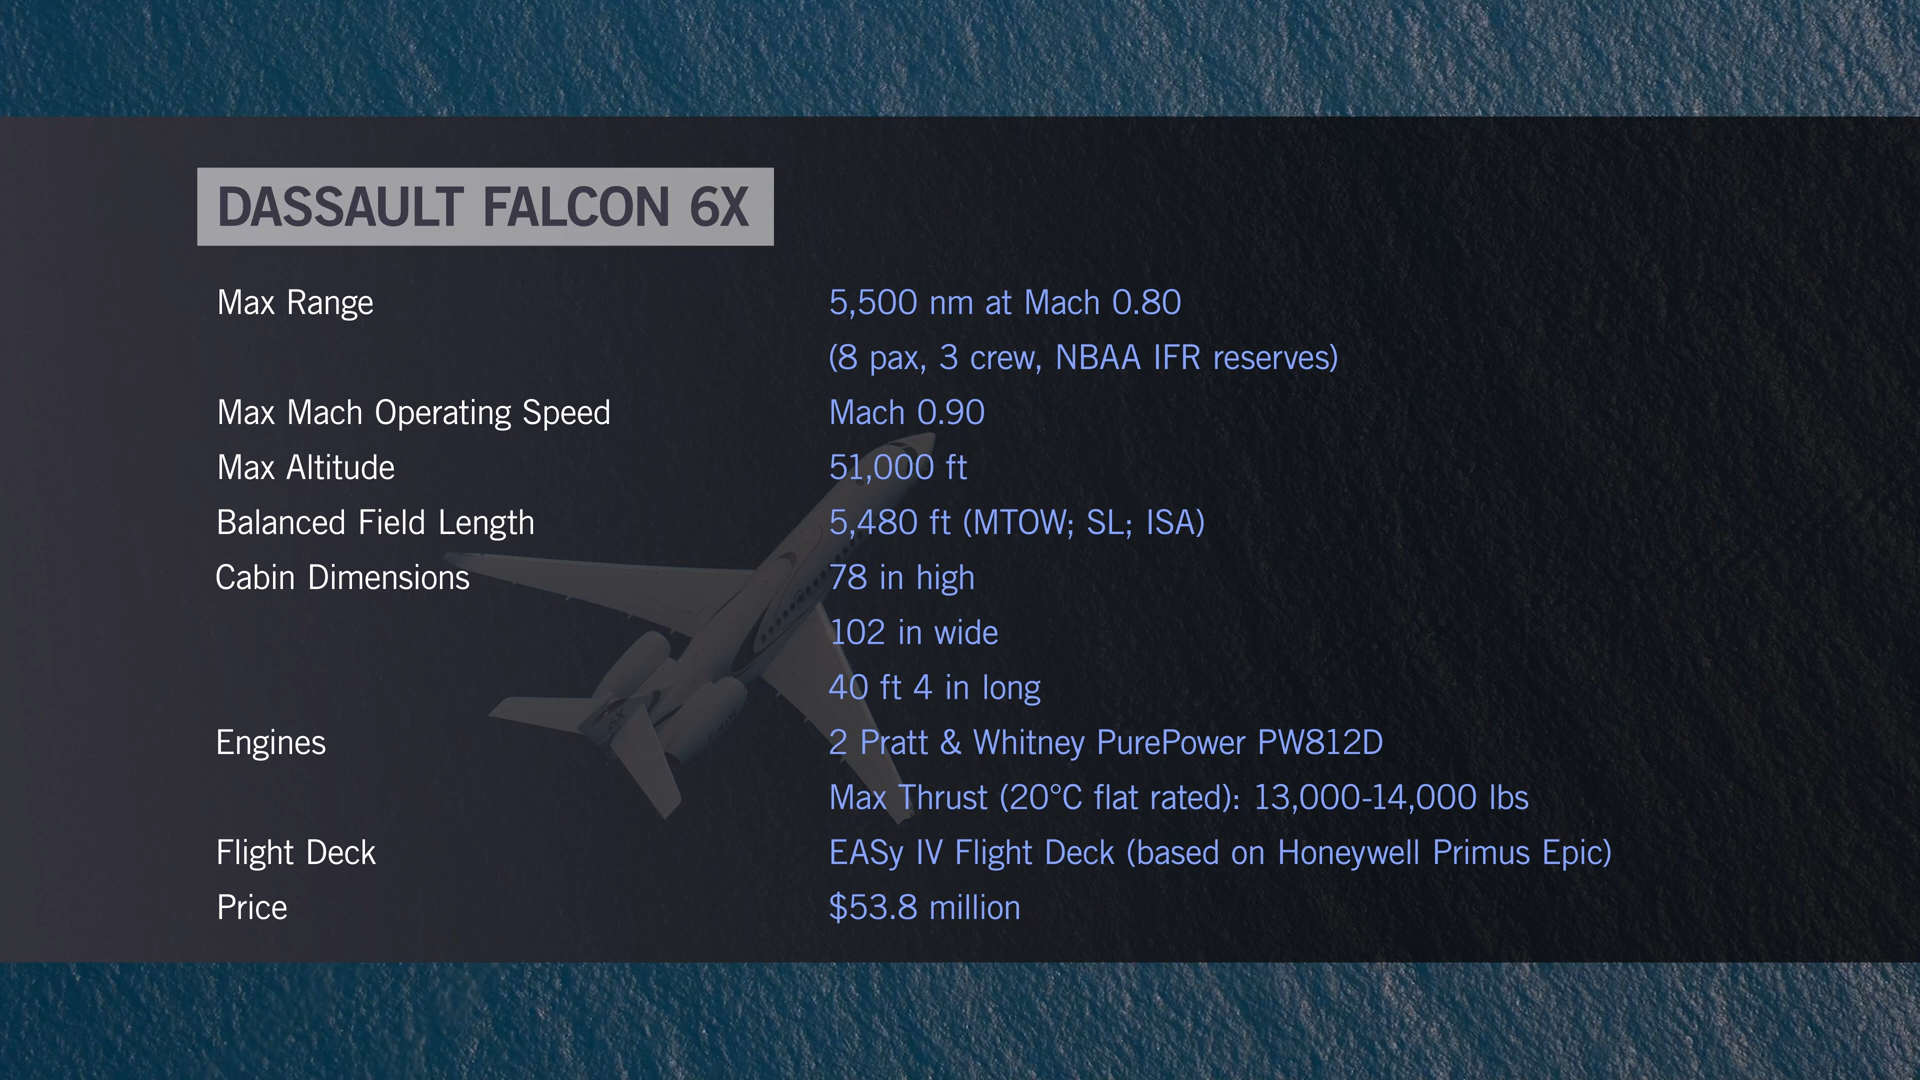 DASSAULT FALCON 6X
Max Range 5,500 nm at Mach 0.80
(8 pax, 3 crew, NBAA IFR reserves)
Max Mach Operating Speed Mach 0.90
Max Altitude 51,000 ft
Balanced Field Length 5,480 ft (MTOW; SL; ISA)
Cabin Dimensions 78 in high
102 in wide
40 ft 4 in long
Engines 2 Pratt & Whitney PurePower PW812D
Max Thrust (20°C flat rated): 13,000-14,000 lbs
Flight Deck EASy IV Flight Deck (based on Honeywell Primus Epic)
Price $53.8 million